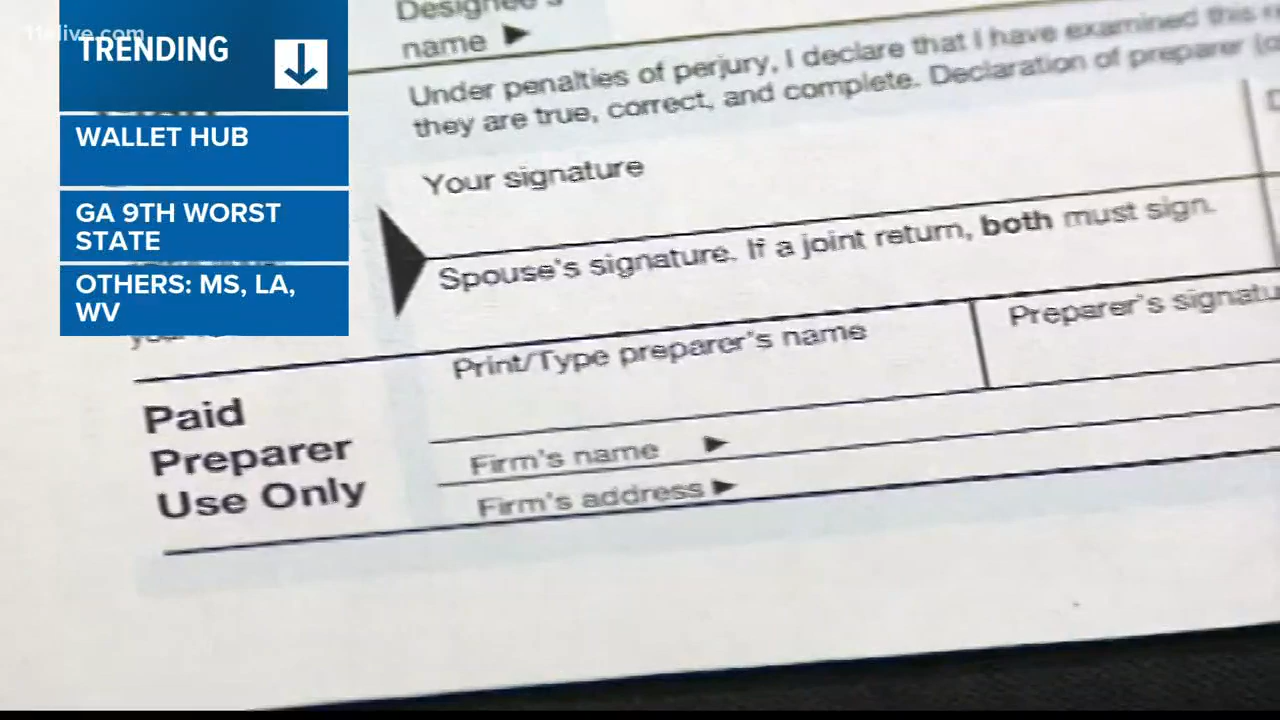 11alive.com
TRENDING
WALLET HUB
GA 9TH WORST
STATE
OTHERS: MS, LA,
WV
Designee's
name
Under penalties of perjury, I declare that I have examined this
they are true, correct, and complete. Declaration of preparer
Your signature
Spouse's signature. If a joint return, both must sign.
Print/Type preparer's name
Preparer's
Paid
Preparer
Use Only
Firm's name
Firm's address